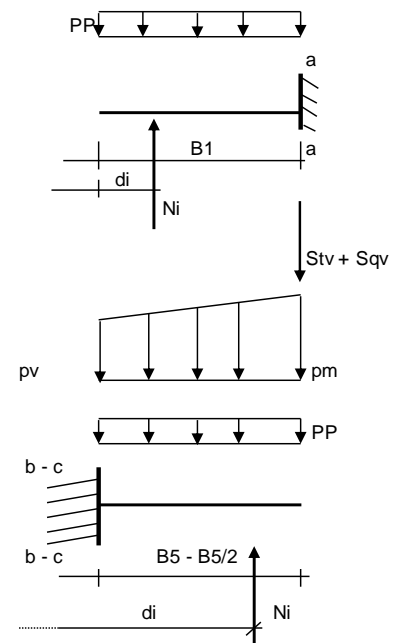 PP
a
B1
a
di
Ni
Stv + Sqv
pv
pm
PP
b - c
b - c
B5 - B5/2
di
Ni